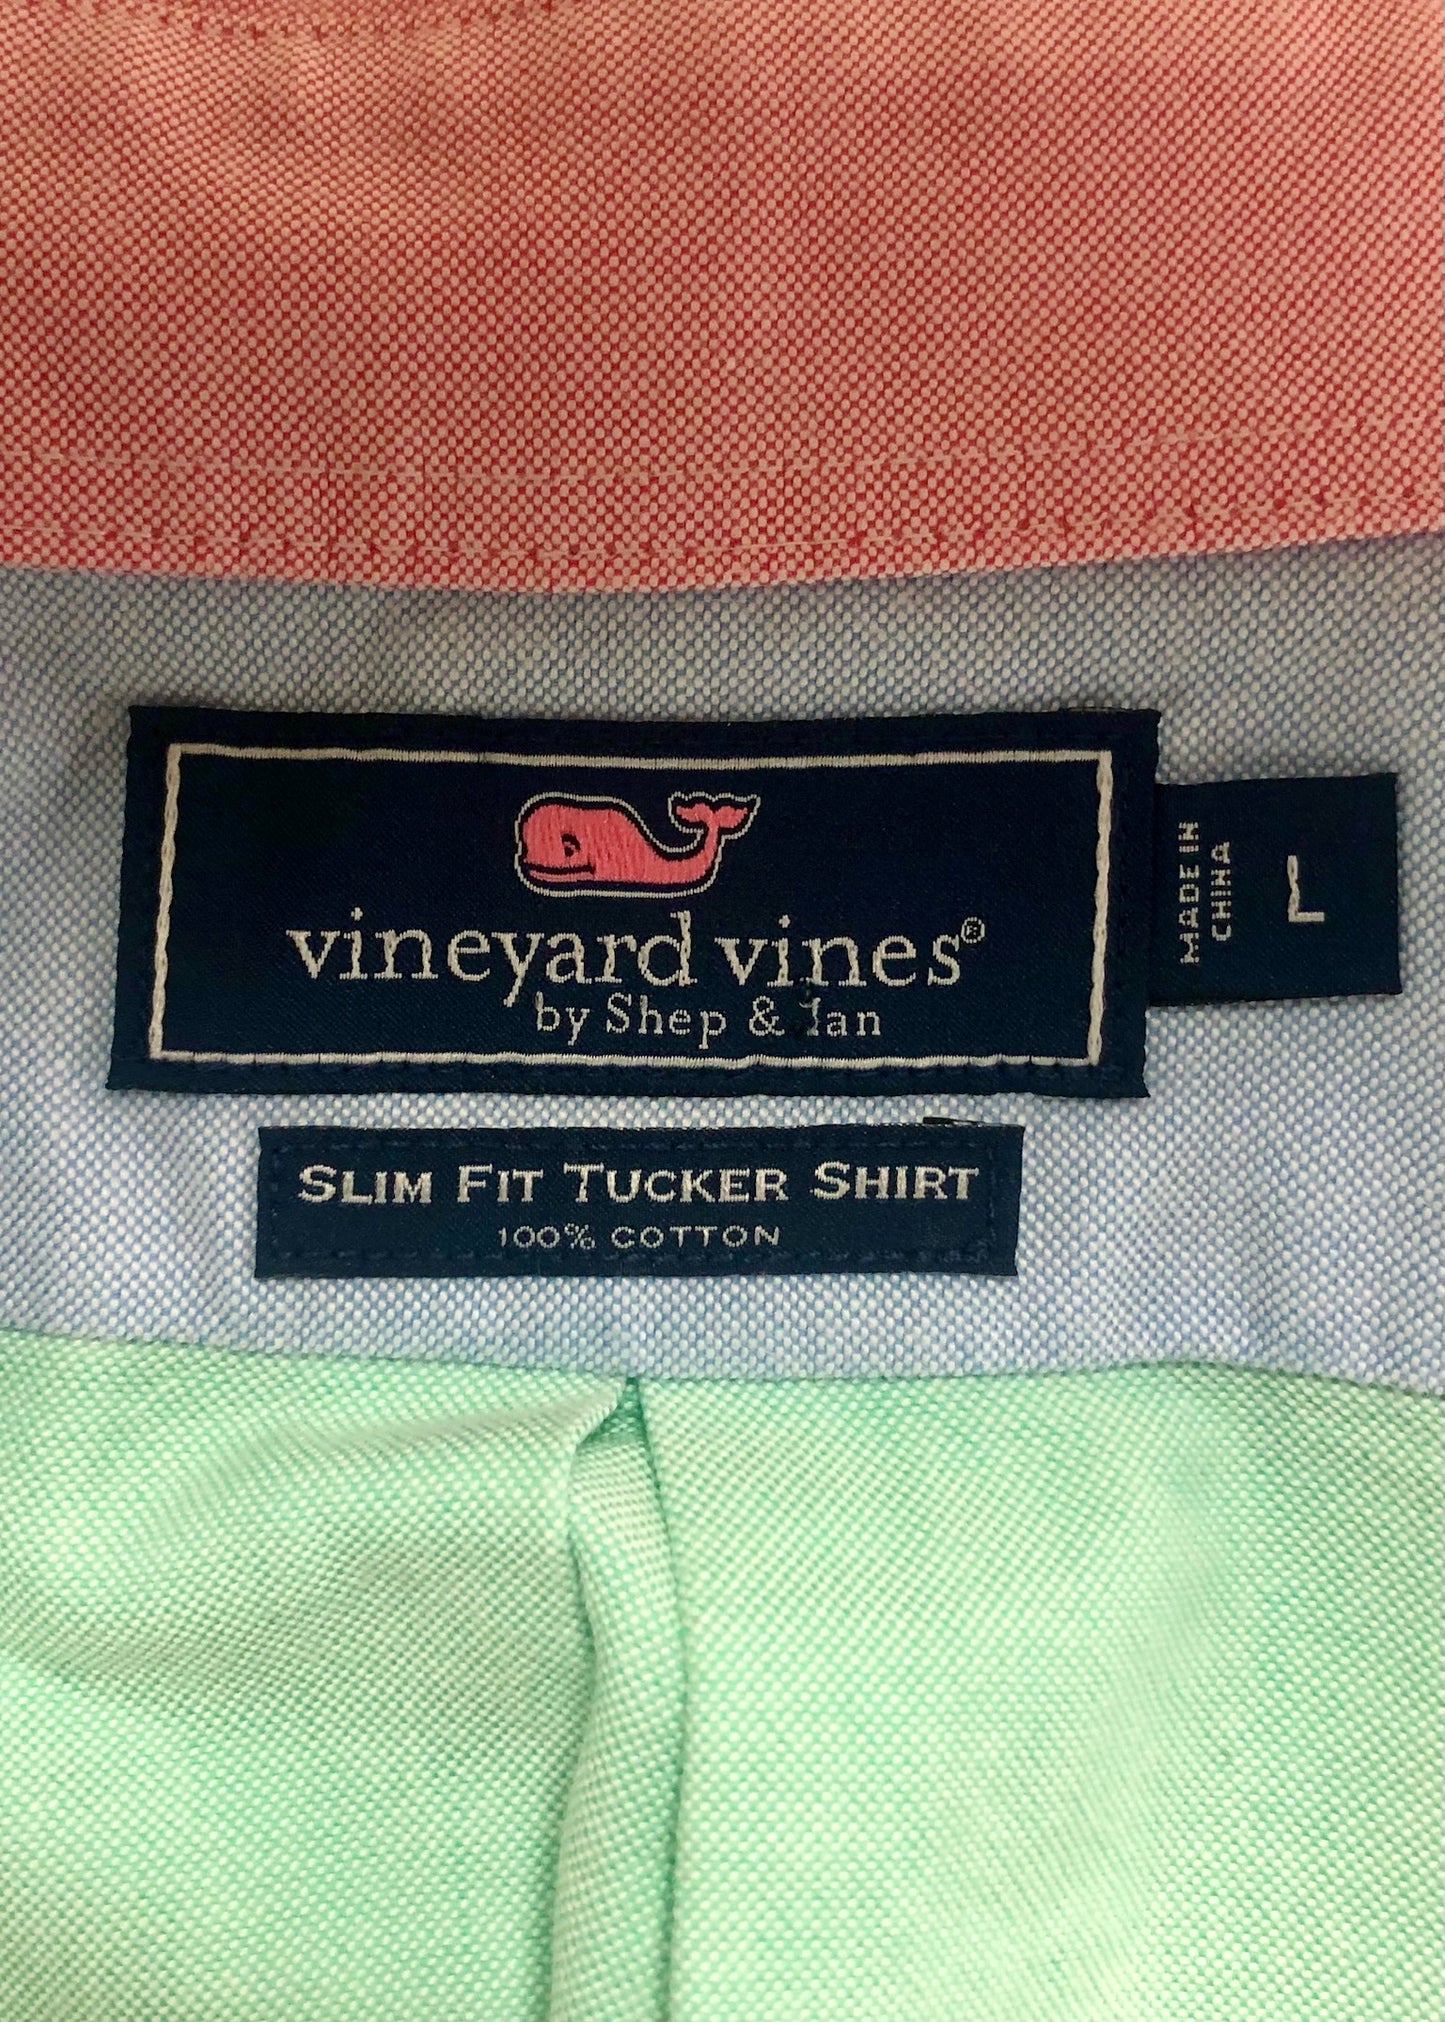 vineyard vines®
by Shep & Ian
MADE IN
CHINA
L
SLIM FIT TUCKER SHIRT
100% COTTON